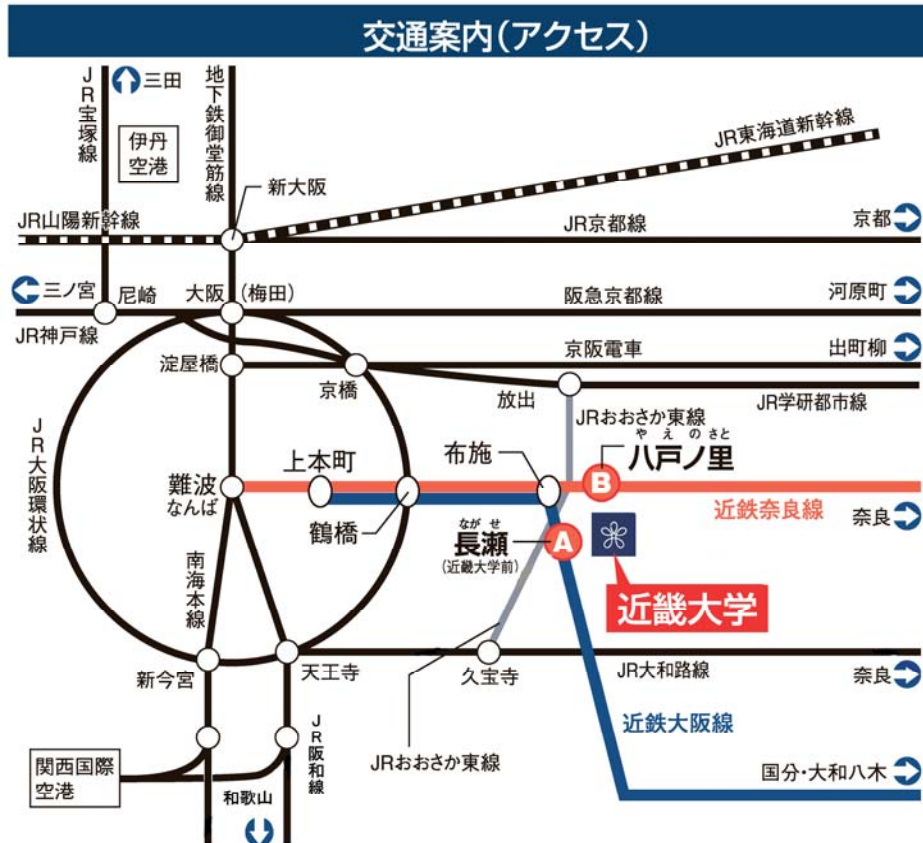 交通案内（アクセス）
JR宝塚線
三田
伊丹
空港
地下鉄御堂筋線
新大阪
JR東海道新幹線
JR山陽新幹線
JR京都線
京都
三ノ宮
尼崎
大阪（梅田）
阪急京都線
河原町
JR神戸線
淀屋橋
京橋
京阪電車
出町柳
放出
JR学研都市線
JRおおさか東線
JR大阪環状線
やえのさと
八戸ノ里
B
上本町
布施
難波
なんば
鶴橋
近鉄奈良線
奈良
ながせ
長瀬
（近畿大学前）
A
近畿大学
南海本線
新今宮
天王寺
久宝寺
JR大和路線
奈良
近鉄大阪線
JR阪和線
JRおおさか東線
関西国際
空港
和歌山
国分・大和八木